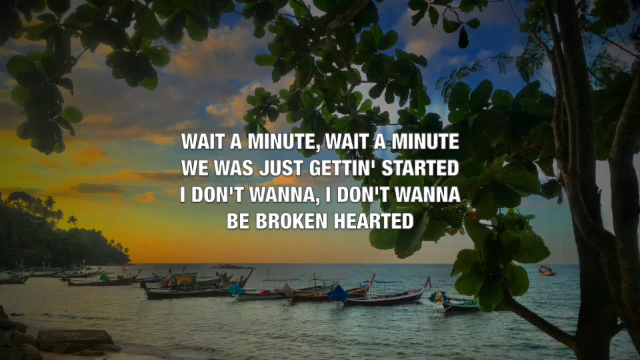 WAIT A MINUTE, WAIT A MINUTE
WE WAS JUST GETTIN' STARTED
I DON'T WANNA, I DON'T WANNA
BE BROKEN HEARTED